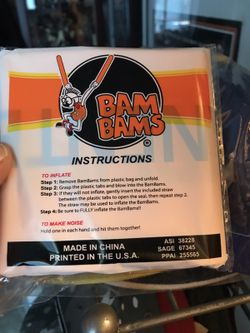 BAM
BAMS
®
INSTRUCTIONS
TO INFLATE
Step 1: Remove BamBams from plastic bag and unfold.
Step 2: Grasp the plastic tabs and blow into the BamBams.
Step 3: If they will not inflate, gently insert the included straw
between the plastic tabs to open the seal, then repeat step 2.
The straw may be used to inflate the BamBams.
Step 4: Be sure to FULLY inflate the BamBams!!
TO MAKE NOISE
Hold one in each hand and hit them together!
MADE IN CHINA
PRINTED IN THE U.S.A.
ASI 38228
SAGE 67345
PPAI 255565